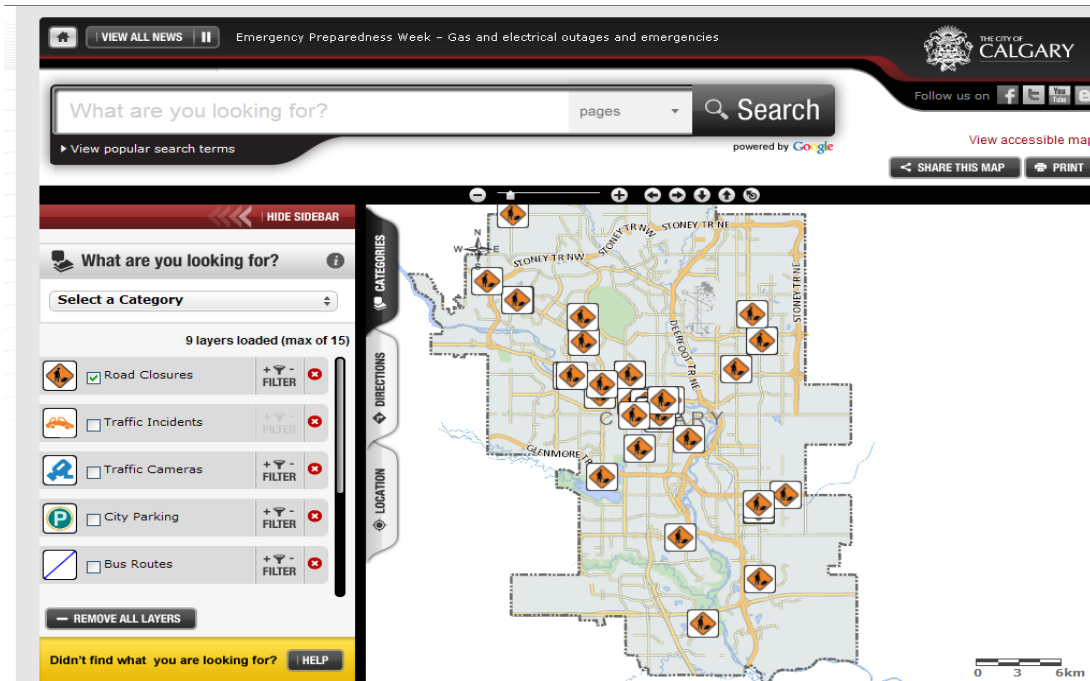 VIEW ALL NEWS
Emergency Preparedness Week – Gas and electrical outages and emergencies
THE CITY OF
CALGARY
What are you looking for?
pages
Search
Follow us on
You
Tube
View popular search terms
powered by Google
View accessible map
SHARE THIS MAP
PRINT
HIDE SIDEBAR
What are you looking for?
Select a Category
9 layers loaded (max of 15)
Road Closures
+ -
FILTER
Traffic Incidents
+ -
FILTER
Traffic Cameras
+ -
FILTER
P
City Parking
+ -
FILTER
Bus Routes
+ -
FILTER
REMOVE ALL LAYERS
Didn't find what you are looking for?
HELP
CATEGORIES
DIRECTIONS
LOCATION
N
W
E
S
STONEY TR NW
STONEY TR NW
STONEY TR NE
STONEY TR NE
DEERFOOT TR NE
GLENMORE TR
0 3 6km